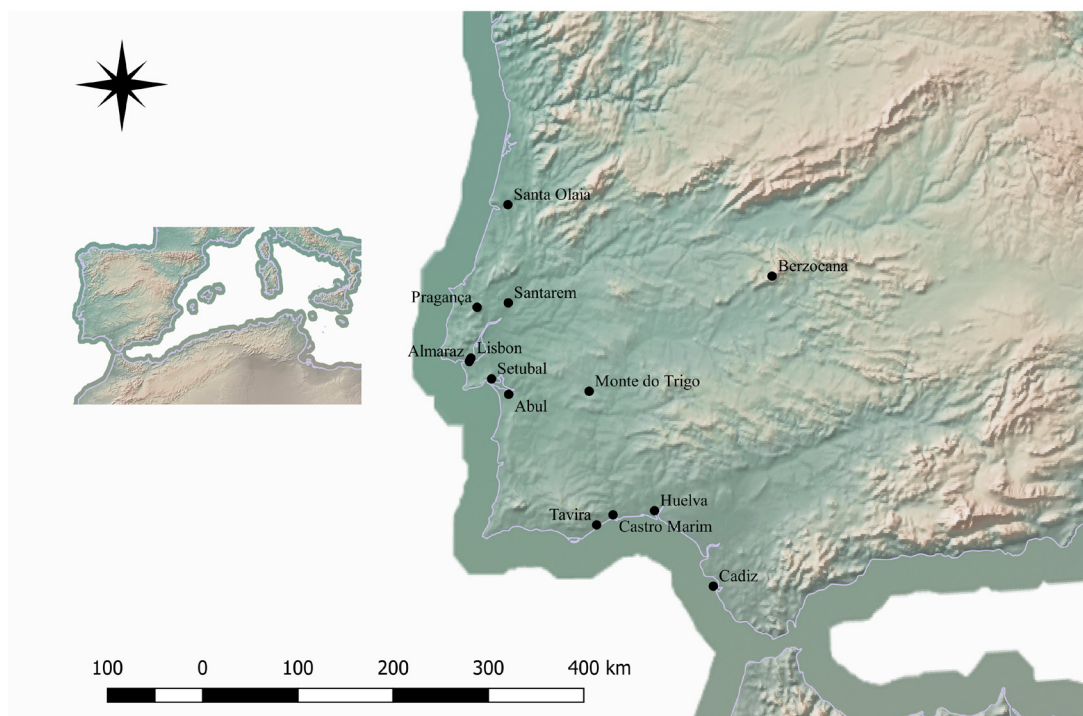 Santa Olaia
Berzocana
Pragança
Santarem
Almaraz
Lisbon
Setubal
Monte do Trigo
Abul
Huelva
Tavira
Castro Marim
Cadiz
100 0 100 200 300 400 km